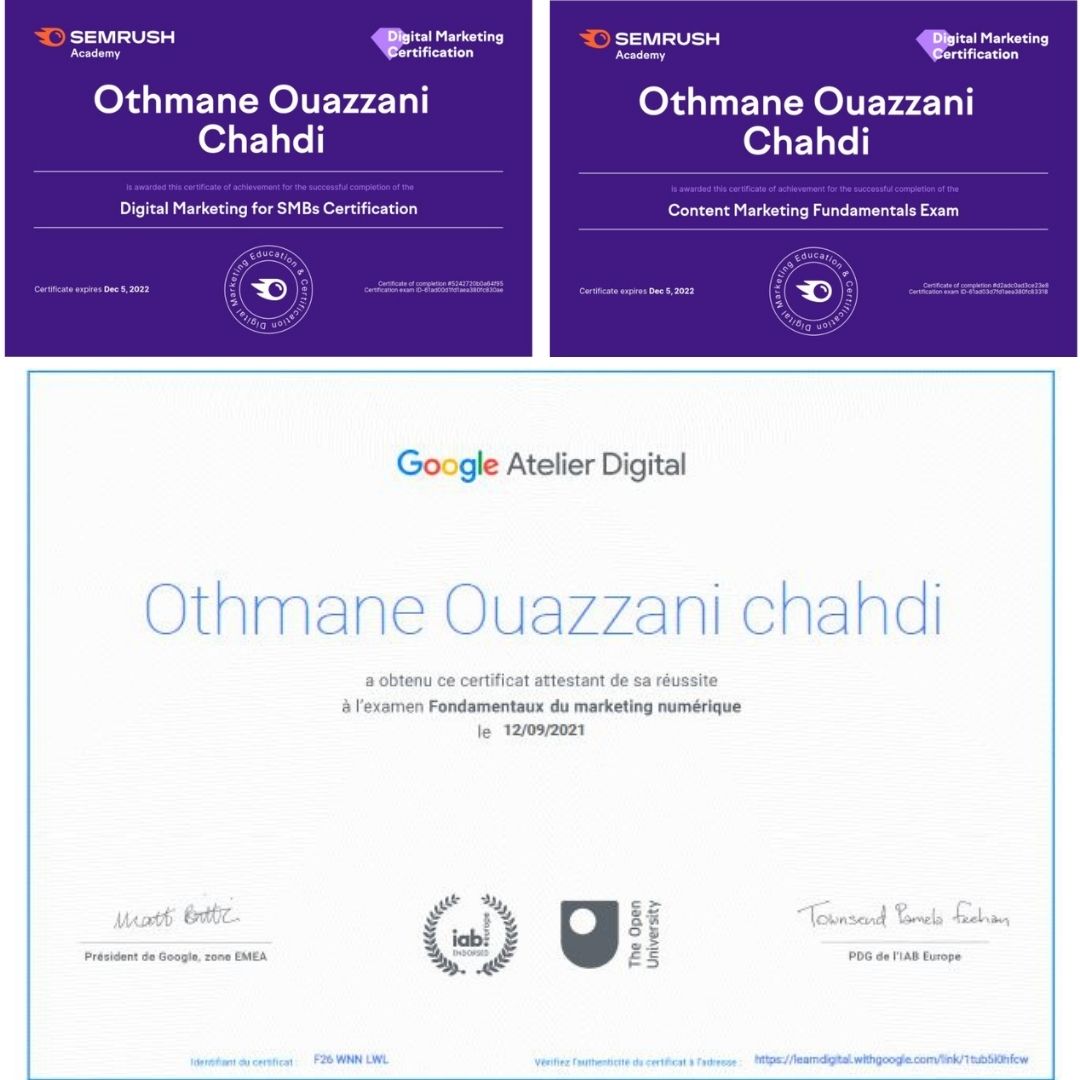 SEMRUSH
Academy
Digital Marketing
Certification
Othmane Ouazzani
Chahdi
is awarded this certificate of achievement for the successful completion of the
Digital Marketing for SMBs Certification
Certificate expires Dec 5, 2022
Digital Marketing Education & Certification
Certificate of completion #5242720b0a64f95
Certification exam ID-61ad00d7fd1aea380fc830ae
SEMRUSH
Academy
Digital Marketing
Certification
Othmane Ouazzani
Chahdi
is awarded this certificate of achievement for the successful completion of the
Content Marketing Fundamentals Exam
Certificate expires Dec 5, 2022
Digital Marketing Education & Certification
Certificate of completion #d2adc0ad3ce23e8
Certification exam ID-61ad03d7fd1aea380fc83318
Google Atelier Digital
Othmane Ouazzani chahdi
a obtenu ce certificat attestant de sa réussite
à l'examen Fondamentaux du marketing numérique
le 12/09/2021
Matt
Président de Google, zone EMEA
iab europe
ENDORSED
The Open
University
Townsend Pamela Feehan
PDG de l'IAB Europe
Identifiant du certificat : F26 WNN LWL
Vérifiez l'authenticité du certificat à l'adresse : https://learndigital.withgoogle.com/link/1tub5l0hfcw